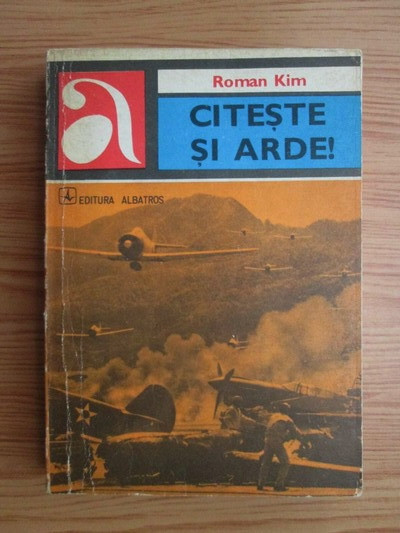 a
Roman Kim
CITEȘTE
ȘI ARDE!
EDITURA ALBATROS